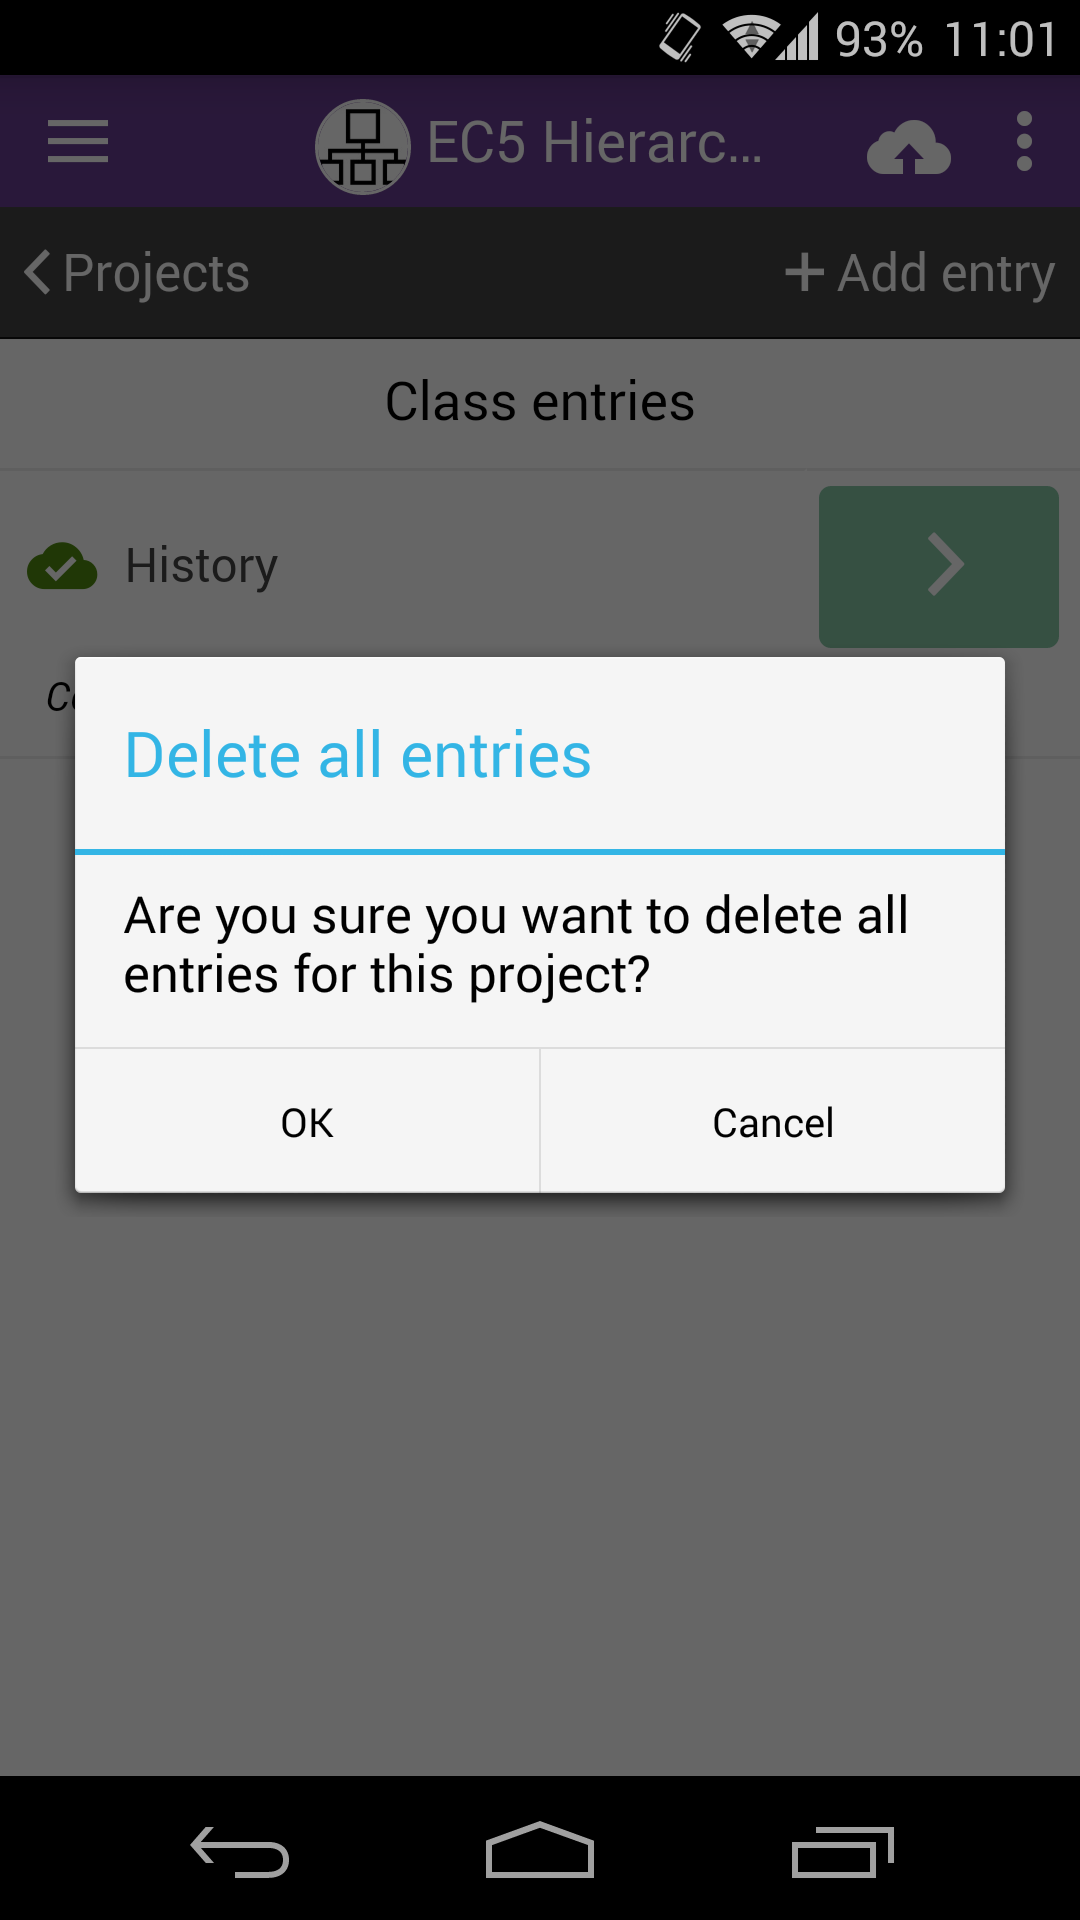 93% 11:01
EC5 Hierarc...
Projects
Add entry
Class entries
History
Delete all entries
Are you sure you want to delete all
entries for this project?
OK
Cancel